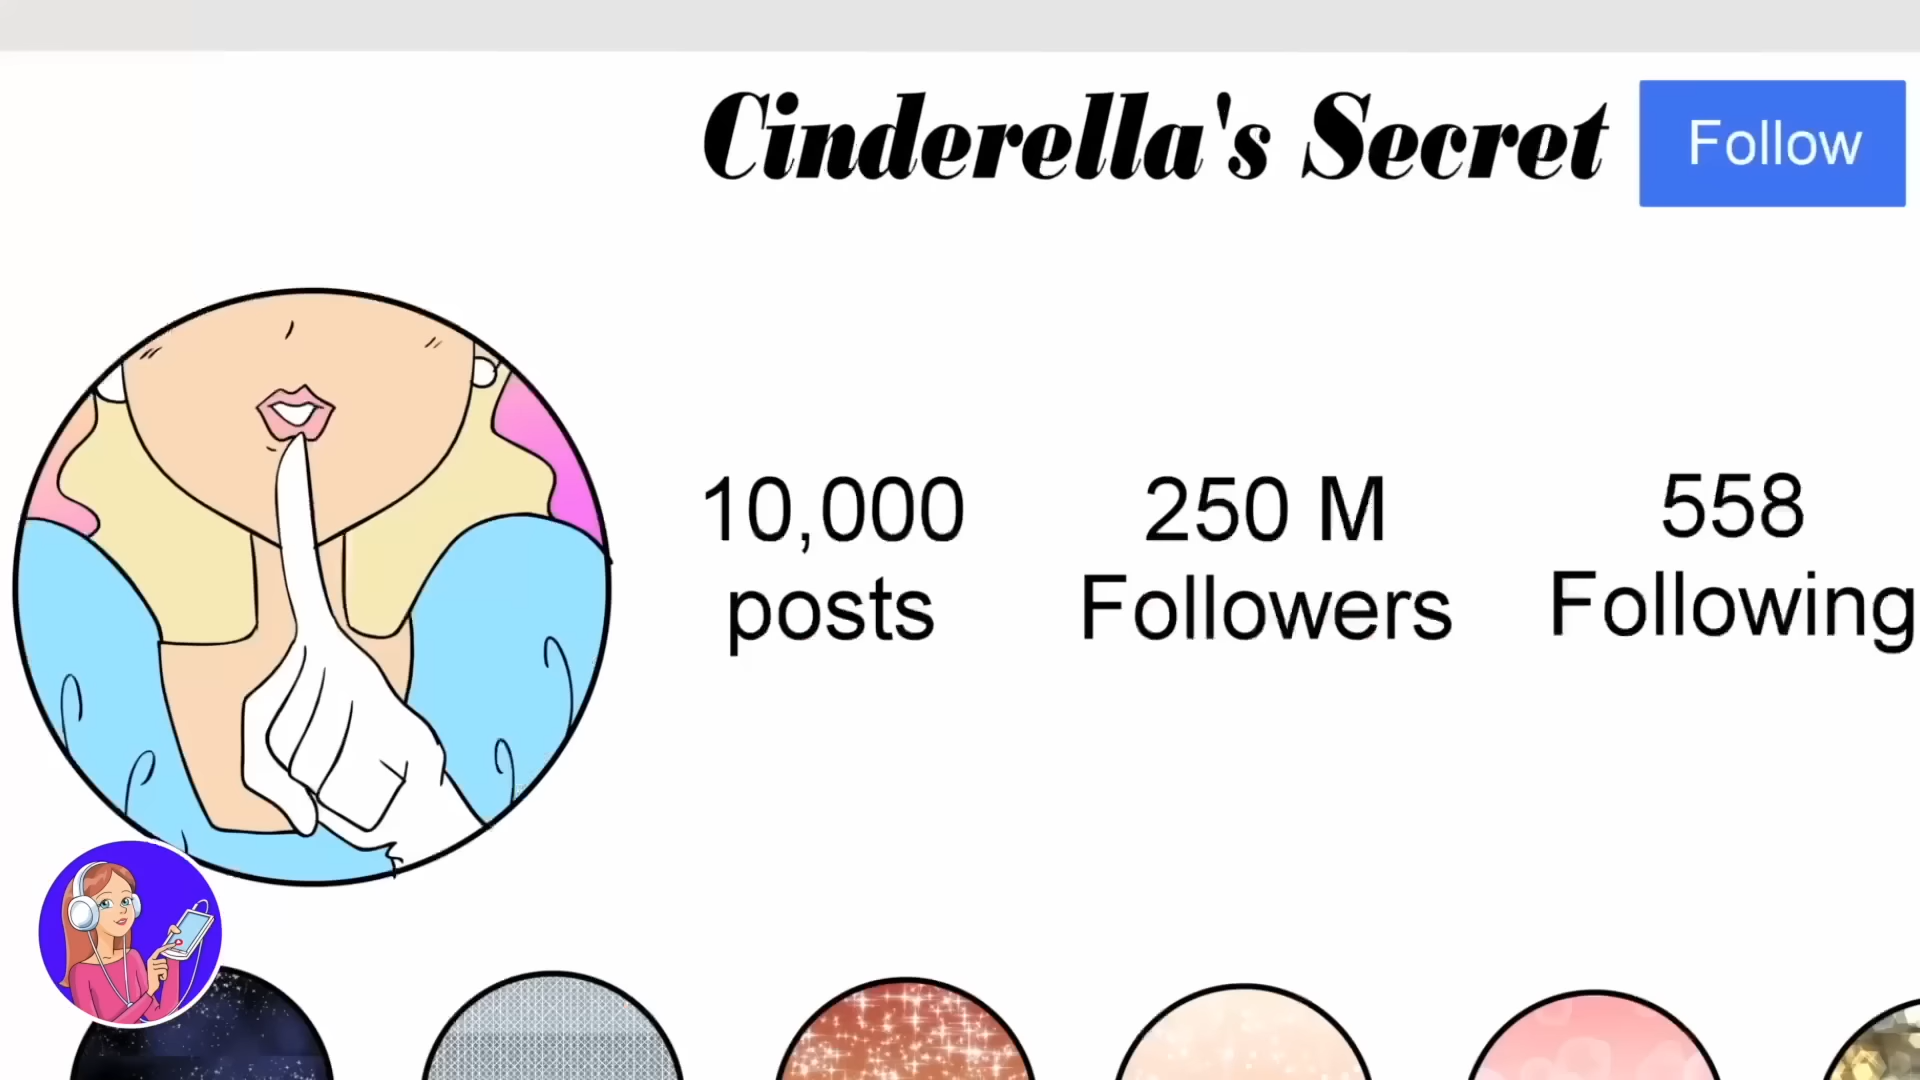 Cinderella's Secret
Follow
10,000
posts
250 M
Followers
558
Following